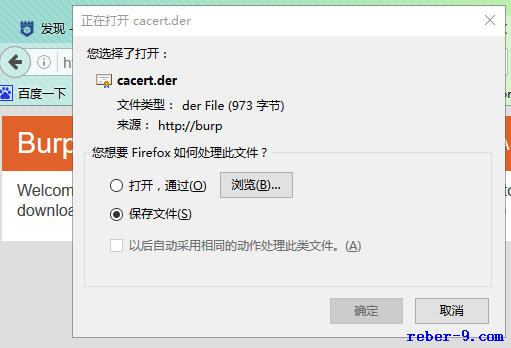 正在打开 cacert.der
发现 -
您选择了打开：
cacert.der
文件类型： der File (973 字节)
来源： http://burp
百度一下
Burp
您想要 Firefox 如何处理此文件？
Welcom
downloa
打开，通过(O)
浏览(B)...
保存文件(S)
以后自动采用相同的动作处理此类文件。(A)
确定
取消
reber-9.com